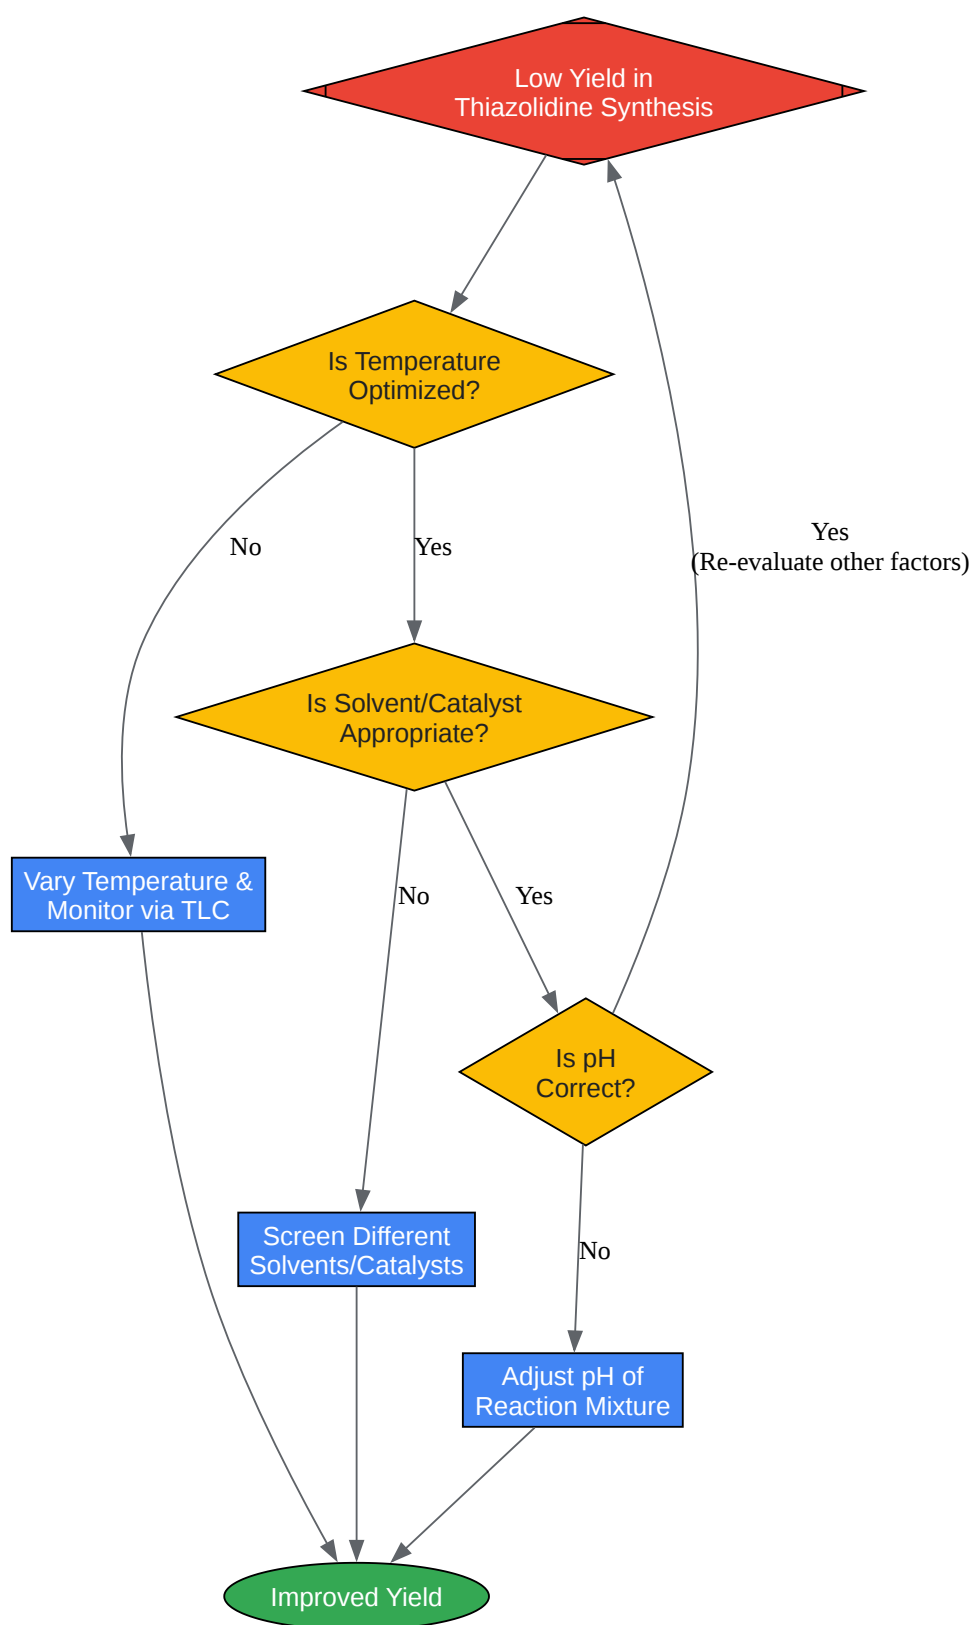 Low Yield in
Thiazolidine Synthesis
Is Temperature
Optimized?
No
Yes
Yes
(Re-evaluate other factors)
Is Solvent/Catalyst
Appropriate?
Vary Temperature &
Monitor via TLC
No
Yes
Is pH
Correct?
Screen Different
Solvents/Catalysts
No
Adjust pH of
Reaction Mixture
Improved Yield